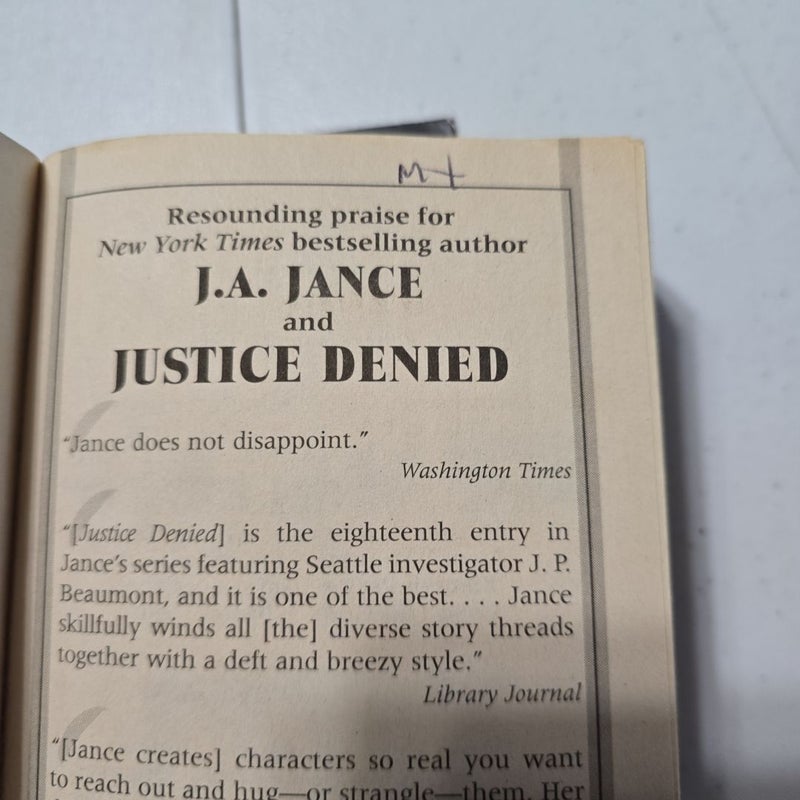 Resounding praise for
New York Times bestselling author
J.A. JANCE
and
JUSTICE DENIED
“Jance does not disappoint.”
Washington Times
“[Justice Denied] is the eighteenth entry in
Jance’s series featuring Seattle investigator J. P.
Beaumont, and it is one of the best. . . . Jance
skillfully winds all [the] diverse story threads
together with a deft and breezy style.”
Library Journal
“[Jance creates] characters so real you want
to reach out and hug—or strangle—them. Her